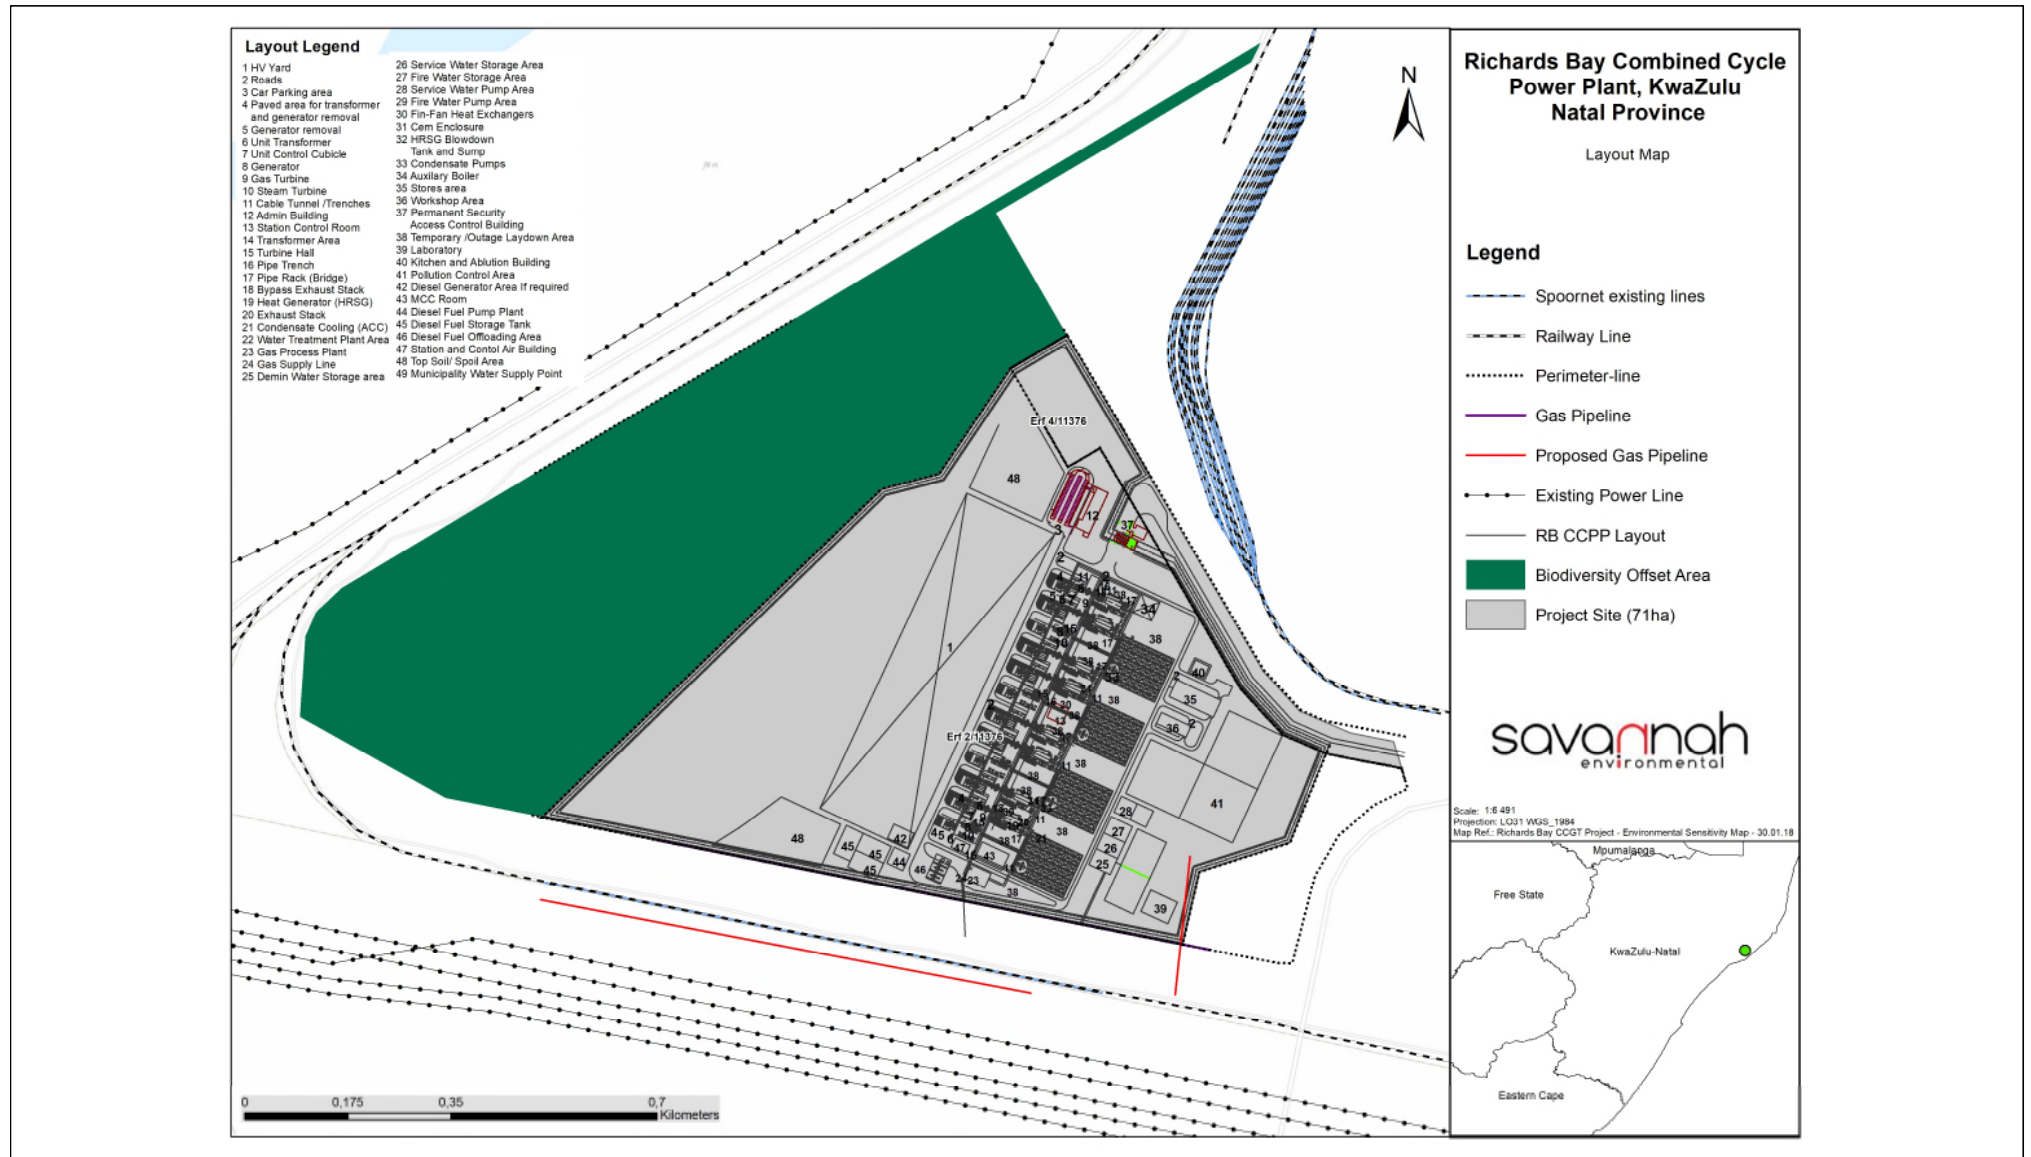 Layout Legend
1 HV Yard
2 Roads
3 Car Parking area
4 Paved area for transformer
and generator removal
5 Generator removal
6 Unit Transformer
7 Unit Control Cubicle
8 Generator
9 Gas Turbine
10 Steam Turbine
11 Cable Tunnel /Trenches
12 Admin Building
13 Station Control Room
14 Transformer Area
15 Turbine Hall
16 Pipe Trench
17 Pipe Rack (Bridge)
18 Bypass Exhaust Stack
19 Heat Generator (HRSG)
20 Exhaust Stack
21 Condensate Cooling (ACC)
22 Water Treatment Plant Area
23 Gas Process Plant
24 Gas Supply Line
25 Demin Water Storage area
26 Service Water Storage Area
27 Fire Water Storage Area
28 Service Water Pump Area
29 Fire Water Pump Area
30 Fin-Fan Heat Exchangers
31 Cem Enclosure
32 HRSG Blowdown
Tank and Sump
33 Condensate Pumps
34 Auxilary Boiler
35 Stores area
36 Workshop Area
37 Permanent Security
Access Control Building
38 Temporary /Outage Laydown Area
39 Laboratory
40 Kitchen and Ablution Building
41 Pollution Control Area
42 Diesel Generator Area If required
43 MCC Room
44 Diesel Fuel Pump Plant
45 Diesel Fuel Storage Tank
46 Diesel Fuel Offloading Area
47 Station and Contol Air Building
48 Top Soil/ Spoil Area
49 Municipality Water Supply Point
N
Erf 4/11376
48
12
37
3
2
34
38
1
40
35
2
36
Erf 2/11376
41
28
27
26
25
39
48
45
45
45
42
44
46
47
43
23
38
0
0,175
0,35
0,7
Kilometers
Richards Bay Combined Cycle
Power Plant, KwaZulu
Natal Province
Layout Map
Legend
Spoornet existing lines
Railway Line
Perimeter-line
Gas Pipeline
Proposed Gas Pipeline
Existing Power Line
RB CCPP Layout
Biodiversity Offset Area
Project Site (71ha)
savannah
environmental
Scale: 1:6 491
Projection: LO31 WGS_1984
Map Ref.: Richards Bay CCGT Project - Environmental Sensitivity Map - 30.01.18
Mpumalanga
Free State
KwaZulu-Natal
Eastern Cape